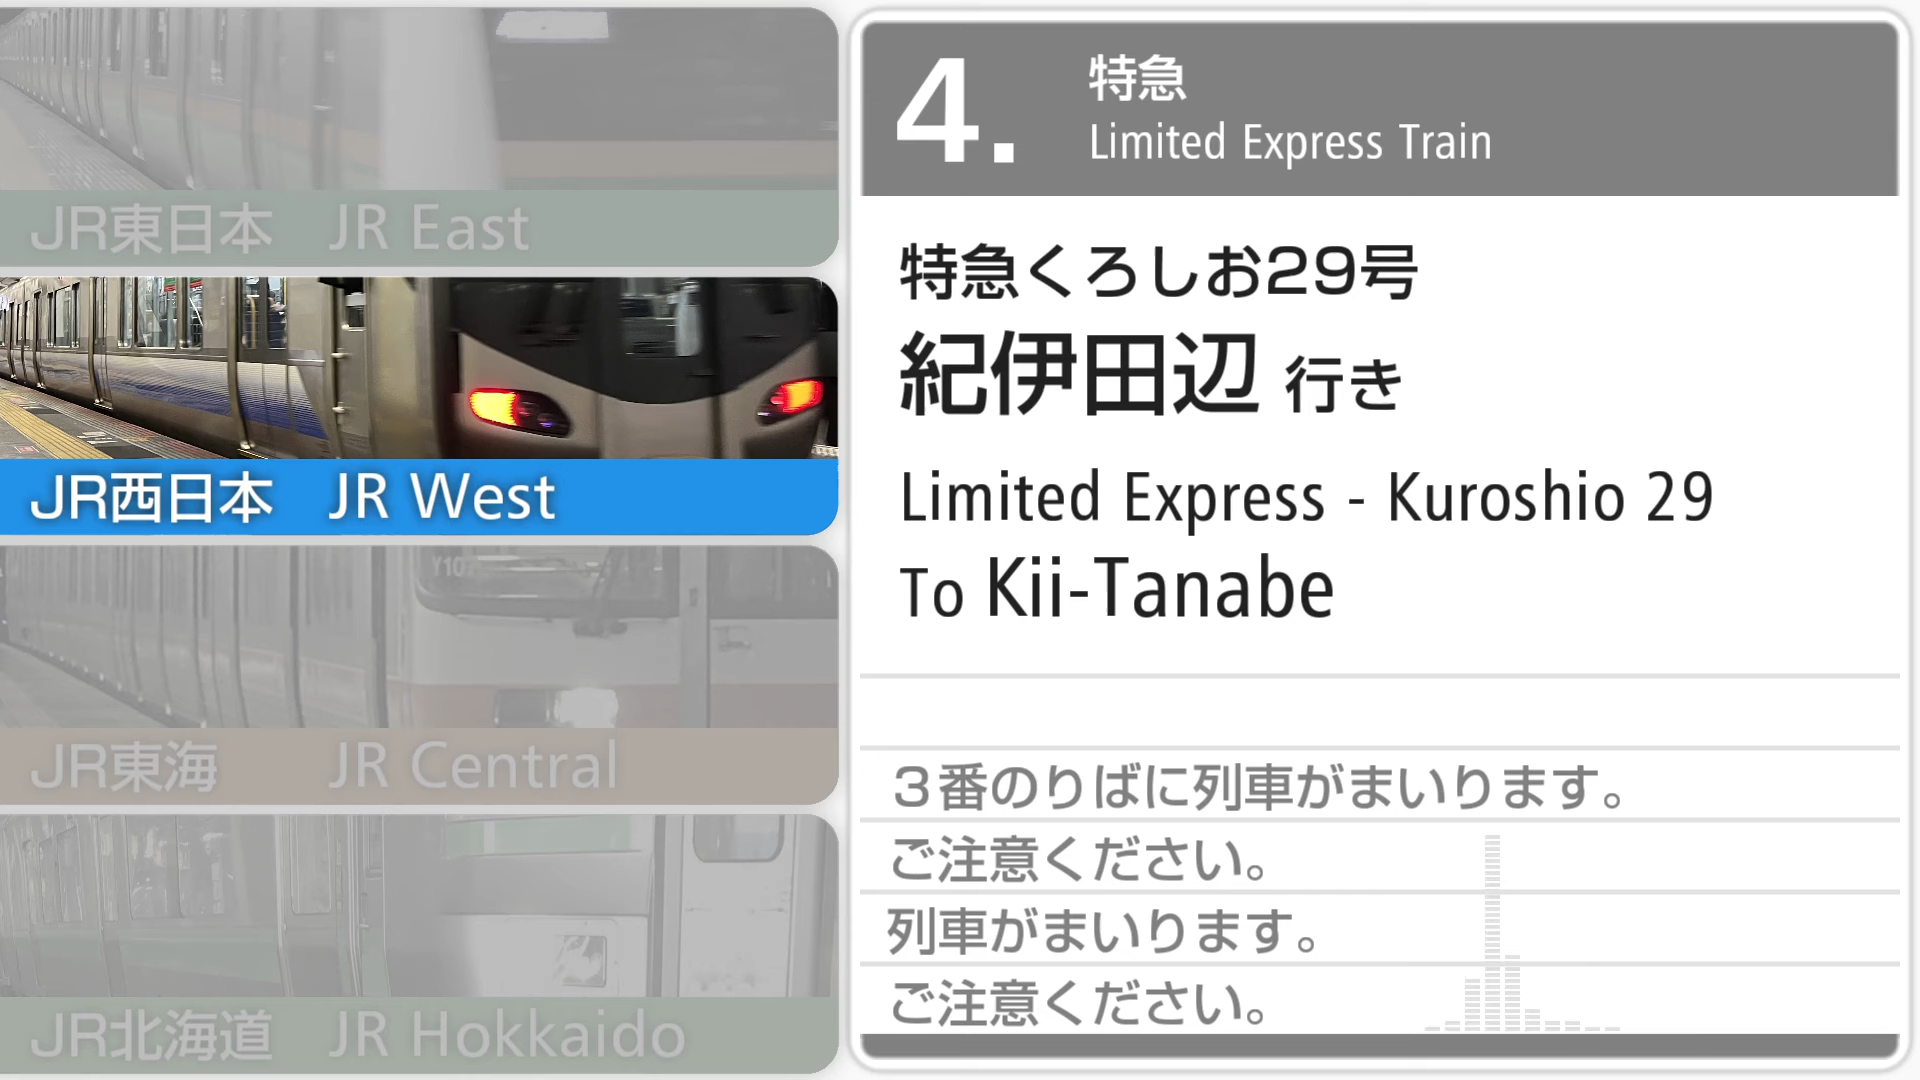 JR東日本 JR East
JR西日本 JR West
Y10
JR東海 JR Central
JR北海道 JR Hokkaido
4.
特急
Limited Express Train
特急くろしお29号
紀伊田辺 行き
Limited Express - Kuroshio 29
To Kii-Tanabe
３番のりばに列車がまいります。
ご注意ください。
列車がまいります。
ご注意ください。